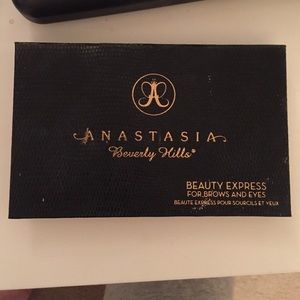 ANASTASIA
Beverly Hills®
BEAUTY EXPRESS
FOR BROWS AND EYES
BEAUTE EXPRESS POUR SOURCILS ET YEUX